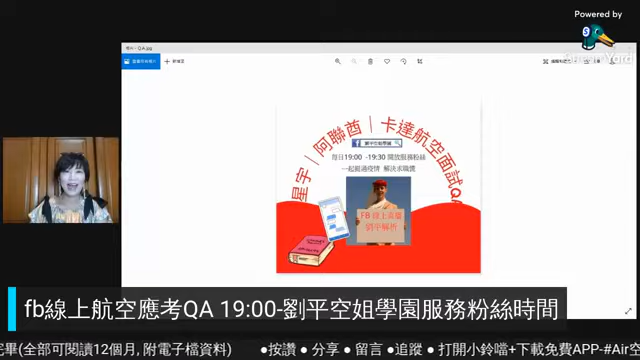 Powered by
StreamYard
星宇｜阿聯酋｜卡達航空面試QA
劉平空姐學園
每日19:00 -19:30 開放服務粉絲
一起挺過疫情 解決求職慌
FB 線上直播
劉平解析
fb線上航空應考QA 19:00-劉平空姐學園服務粉絲時間
完畢(全部可閱讀12個月, 附電子檔資料) ●按讚 ● 分享 ● 留言 ●追蹤 ● 打開小鈴噹+下載免費APP-#Air空